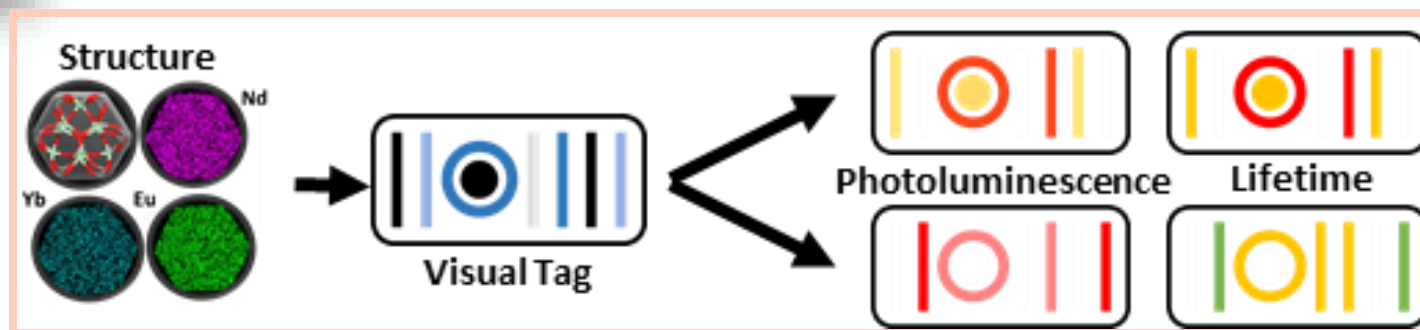 Structure
Nd
Yb
Eu
Visual Tag
Photoluminescence
Lifetime